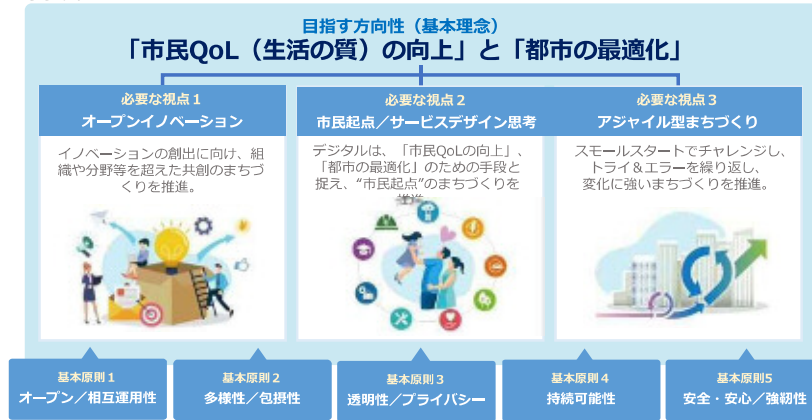 目指す方向性（基本理念）
「市民QoL（生活の質）の向上」と「都市の最適化」
必要な視点１
オープンイノベーション
イノベーションの創出に向け、組
織や分野等を超えた共創のまちづ
くりを推進。
必要な視点２
市民起点／サービスデザイン思考
デジタルは、「市民QoLの向上」、
「都市の最適化」のための手段と
捉え、“市民起点”のまちづくりを
必要な視点３
アジャイル型まちづくり
スモールスタートでチャレンジし、
トライ＆エラーを繰り返し、
変化に強いまちづくりを推進。
基本原則１
オープン／相互運用性
基本原則２
多様性／包摂性
基本原則３
透明性／プライバシー
基本原則４
持続可能性
基本原則5
安全・安心／強靭性